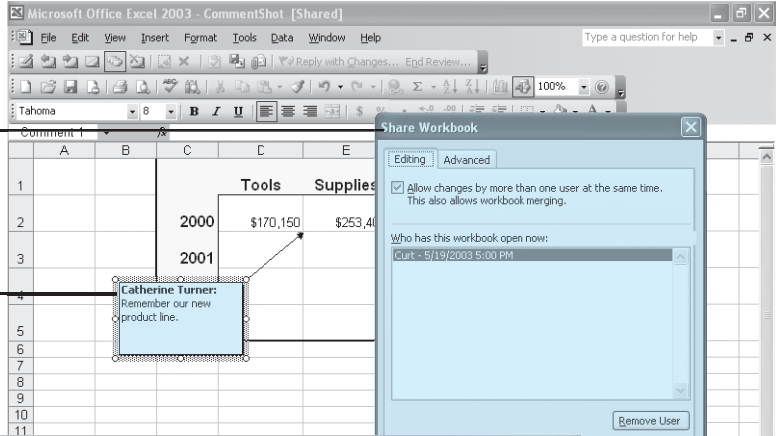 Microsoft Office Excel 2003 - CommentShot [Shared]
File Edit View Insert Format Tools Data Window Help
Type a question for help
Reply with Changes... End Review...
100%
Tahoma 8 B I U $ %
Comment 1 fx
A B C D E
1 Tools Supplies
2 2000 $170,150 $253,40
3 2001
4
5
6
7
8
9
10
11
Catherine Turner:
Remember our new
product line.
Share Workbook
Editing Advanced
Allow changes by more than one user at the same time.
This also allows workbook merging.
Who has this workbook open now:
Curt - 5/19/2003 5:00 PM
Remove User